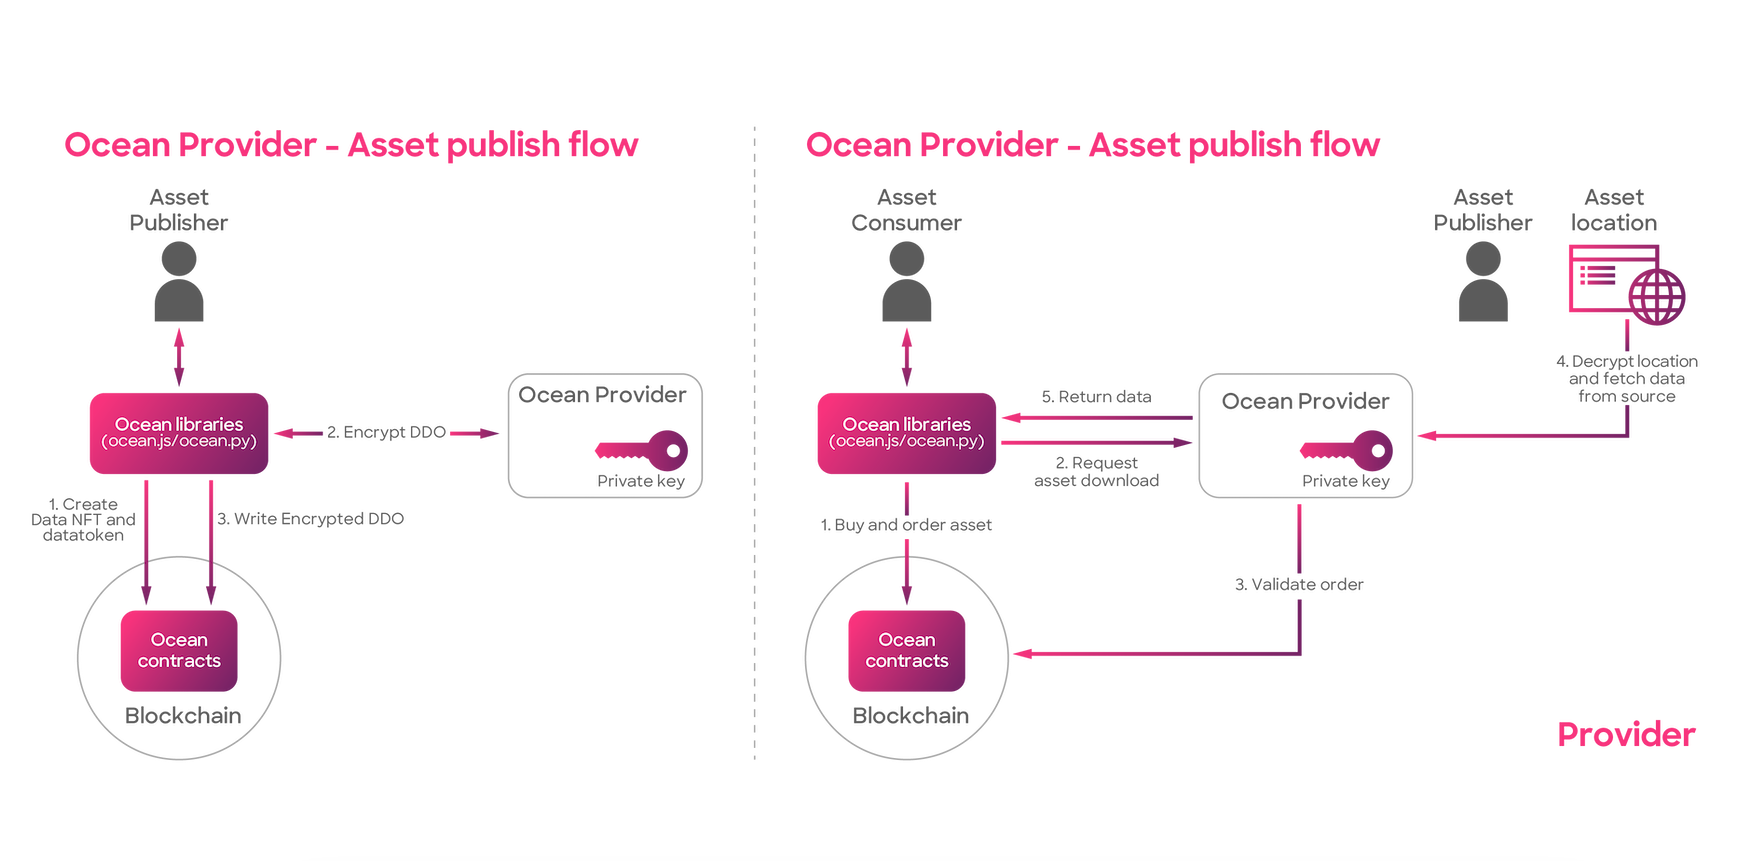 Ocean Provider - Asset publish flow
Asset
Publisher
Ocean libraries
(ocean.js/ocean.py)
2. Encrypt DDO
Ocean Provider
Private key
1. Create
Data NFT and
datatoken
3. Write Encrypted DDO
Ocean
contracts
Blockchain
Ocean Provider - Asset publish flow
Asset
Consumer
Asset
Publisher
Asset
location
4. Decrypt location
and fetch data
from source
Ocean libraries
(ocean.js/ocean.py)
5. Return data
2. Request
asset download
Ocean Provider
Private key
1. Buy and order asset
3. Validate order
Ocean
contracts
Blockchain
Provider